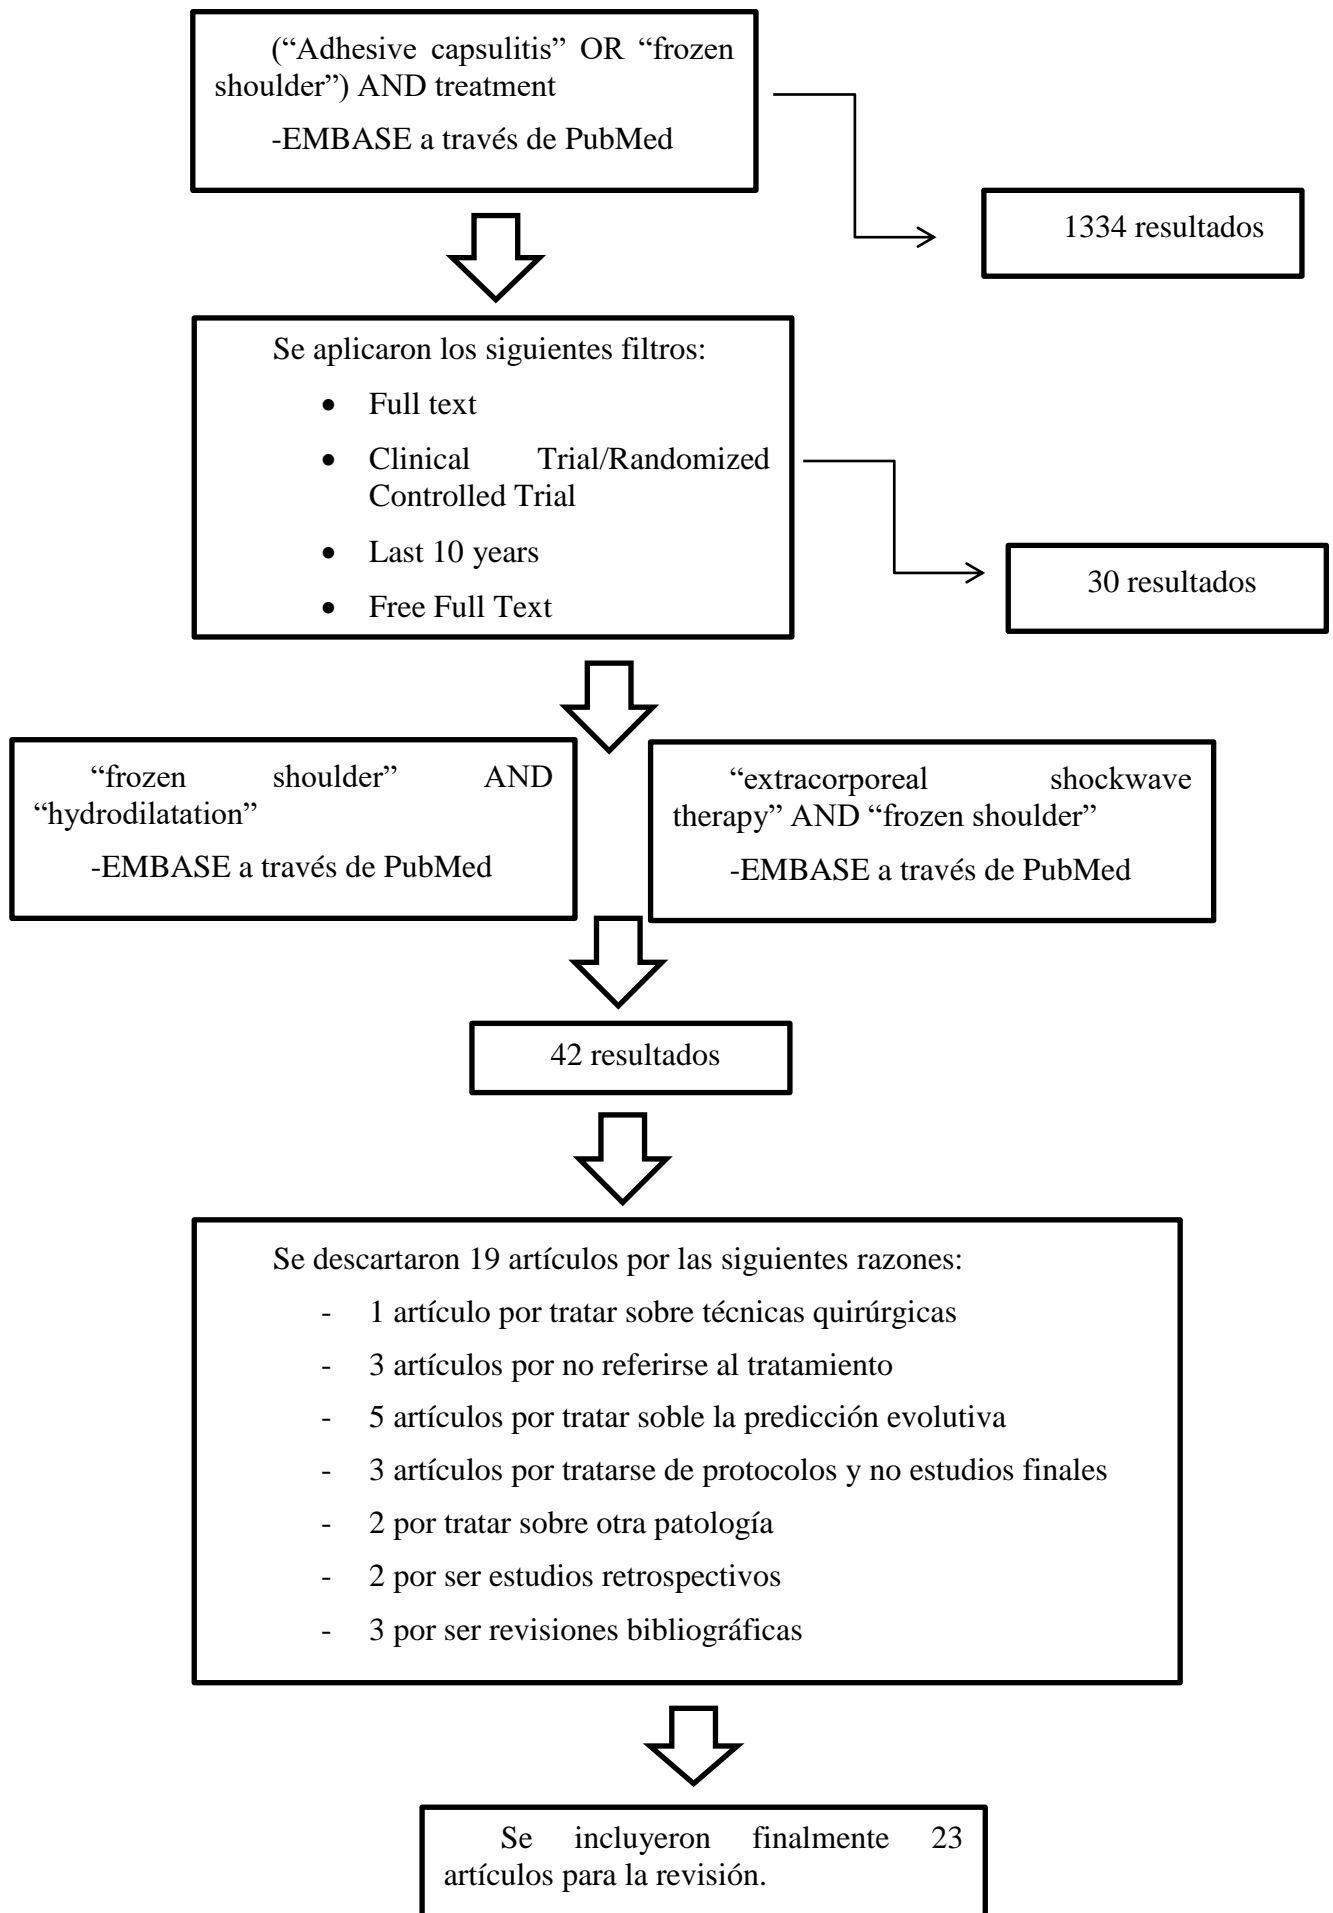 (“Adhesive capsulitis” OR “frozen
shoulder”) AND treatment
-EMBASE a través de PubMed
1334 resultados
Se aplicaron los siguientes filtros:
• Full text
• Clinical Trial/Randomized
Controlled Trial
• Last 10 years
• Free Full Text
30 resultados
“frozen shoulder” AND
“hydrodilatation”
-EMBASE a través de PubMed
“extracorporeal shockwave
therapy” AND “frozen shoulder”
-EMBASE a través de PubMed
42 resultados
Se descartaron 19 artículos por las siguientes razones:
- 1 artículo por tratar sobre técnicas quirúrgicas
- 3 artículos por no referirse al tratamiento
- 5 artículos por tratar soble la predicción evolutiva
- 3 artículos por tratarse de protocolos y no estudios finales
- 2 por tratar sobre otra patología
- 2 por ser estudios retrospectivos
- 3 por ser revisiones bibliográficas
Se incluyeron finalmente 23
artículos para la revisión.